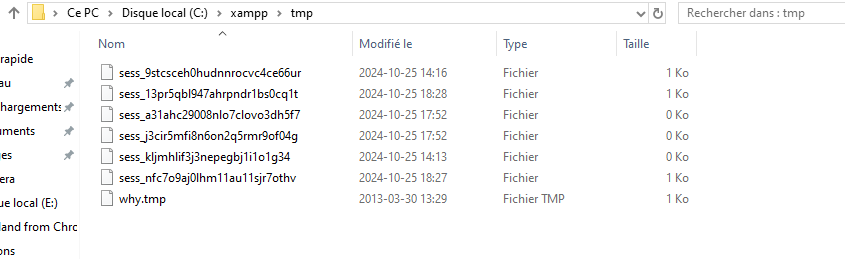 Ce PC > Disque local (C:) > xampp > tmp
Rechercher dans : tmp
Nom Modifié le Type Taille
rapide
au
chargements
uments
ges
era
ue local (E:)
land from Chro
ons
sess_9stcsceh0hudnnrocvc4ce66ur 2024-10-25 14:16 Fichier 1 Ko
sess_13pr5qbl947ahrpndr1bs0cq1t 2024-10-25 18:28 Fichier 1 Ko
sess_a31ahc29008nlo7clovo3dh5f7 2024-10-25 17:52 Fichier 0 Ko
sess_j3cir5mfi8n6on2q5rmr9of04g 2024-10-25 17:52 Fichier 0 Ko
sess_kljmhlif3j3nepegbj1i1o1g34 2024-10-25 14:13 Fichier 0 Ko
sess_nfc7o9aj0lhm11au11sjr7othv 2024-10-25 18:27 Fichier 1 Ko
why.tmp 2013-03-30 13:29 Fichier TMP 1 Ko